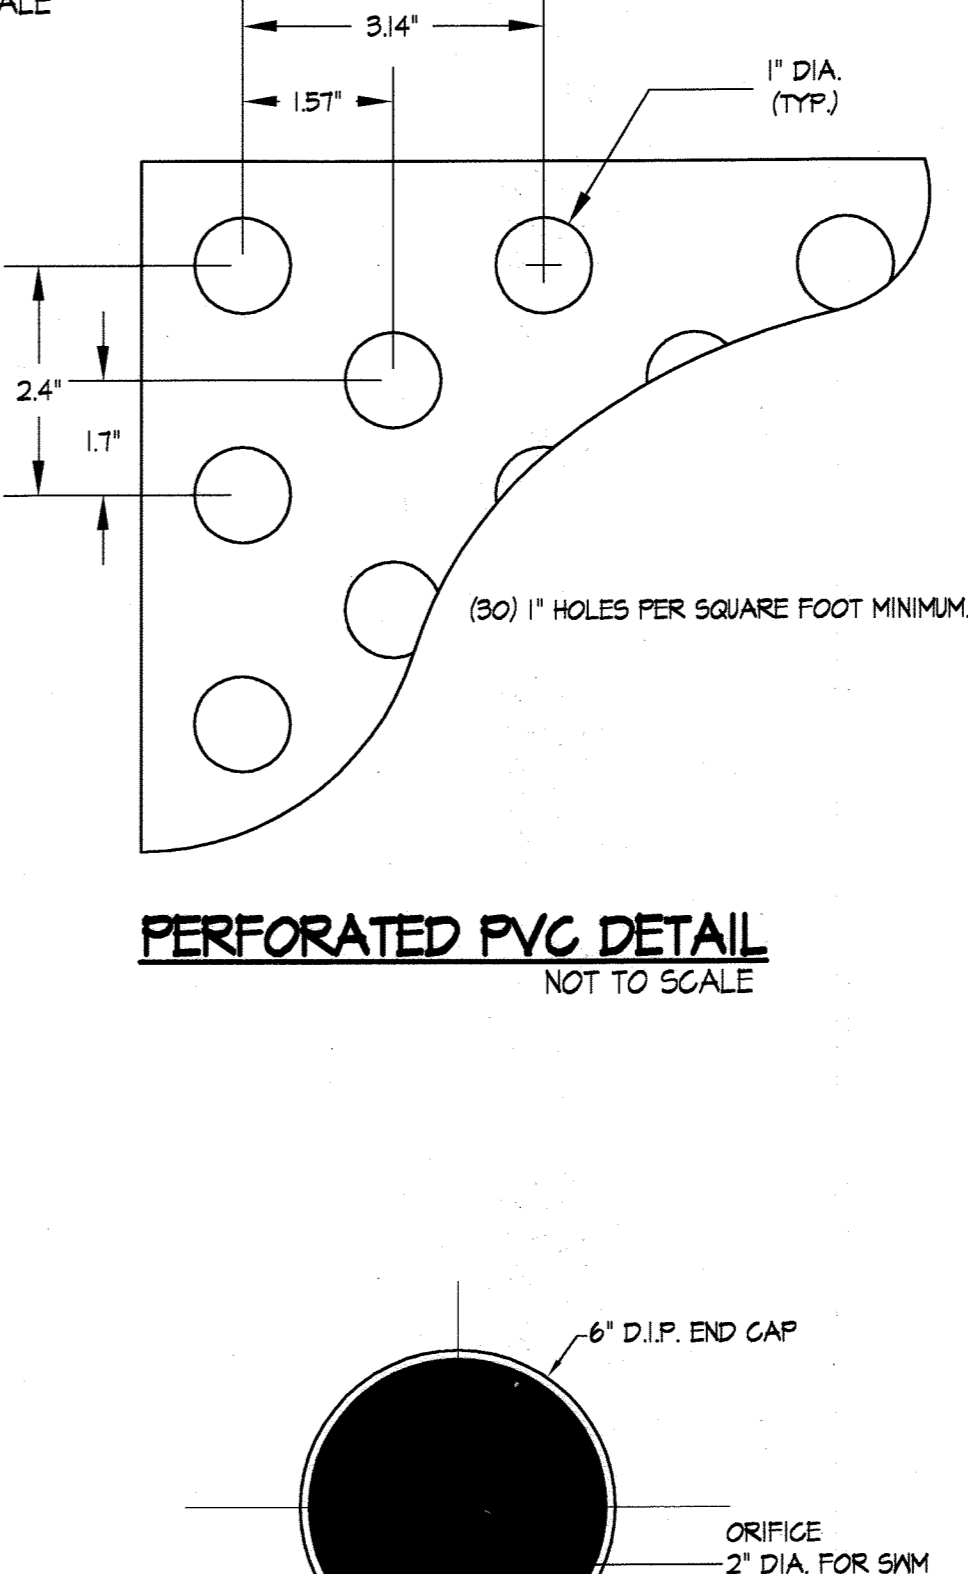 ALE
3.14"
1" DIA.
1.57"
(TYP.)
2.4"
1.7"
(30) 1" HOLES PER SQUARE FOOT MINIMUM.
PERFORATED PVC DETAIL
NOT TO SCALE
6" D.I.P. END CAP
ORIFICE
2" DIA. FOR SWM